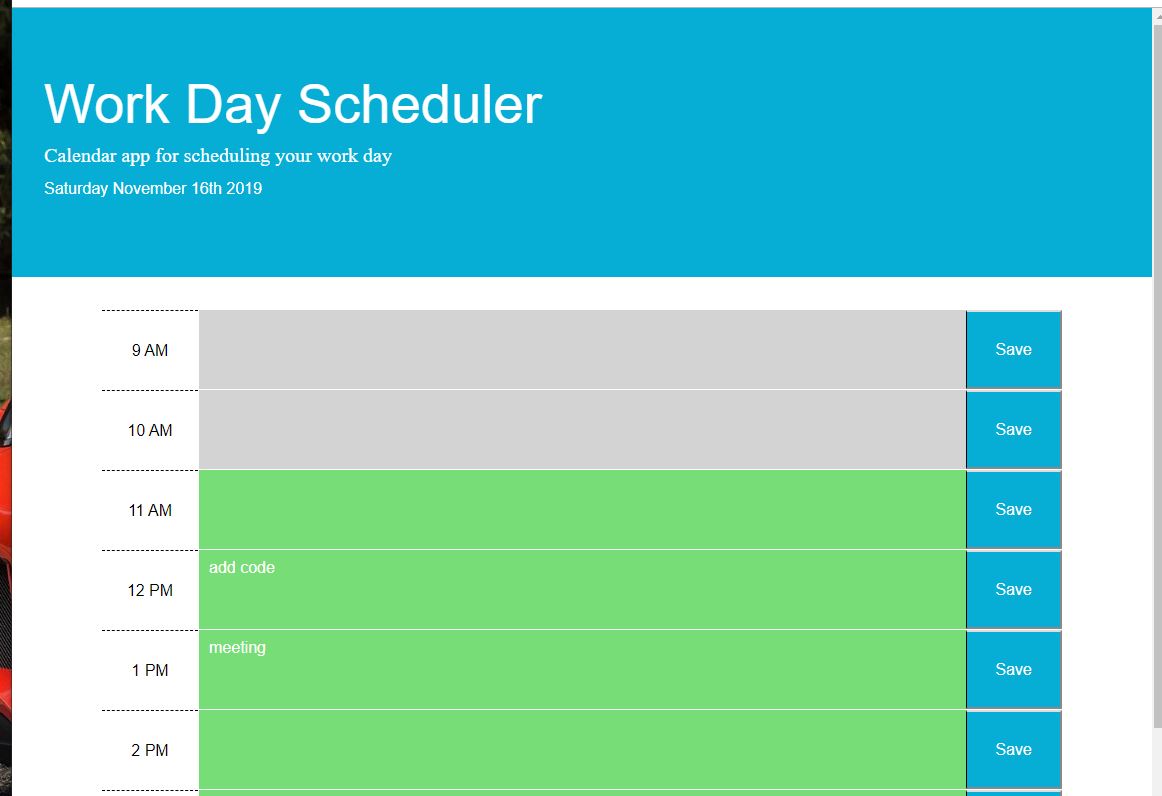 Work Day Scheduler
Calendar app for scheduling your work day
Saturday November 16th 2019
9 AM Save
10 AM Save
11 AM Save
12 PM add code Save
1 PM meeting Save
2 PM Save